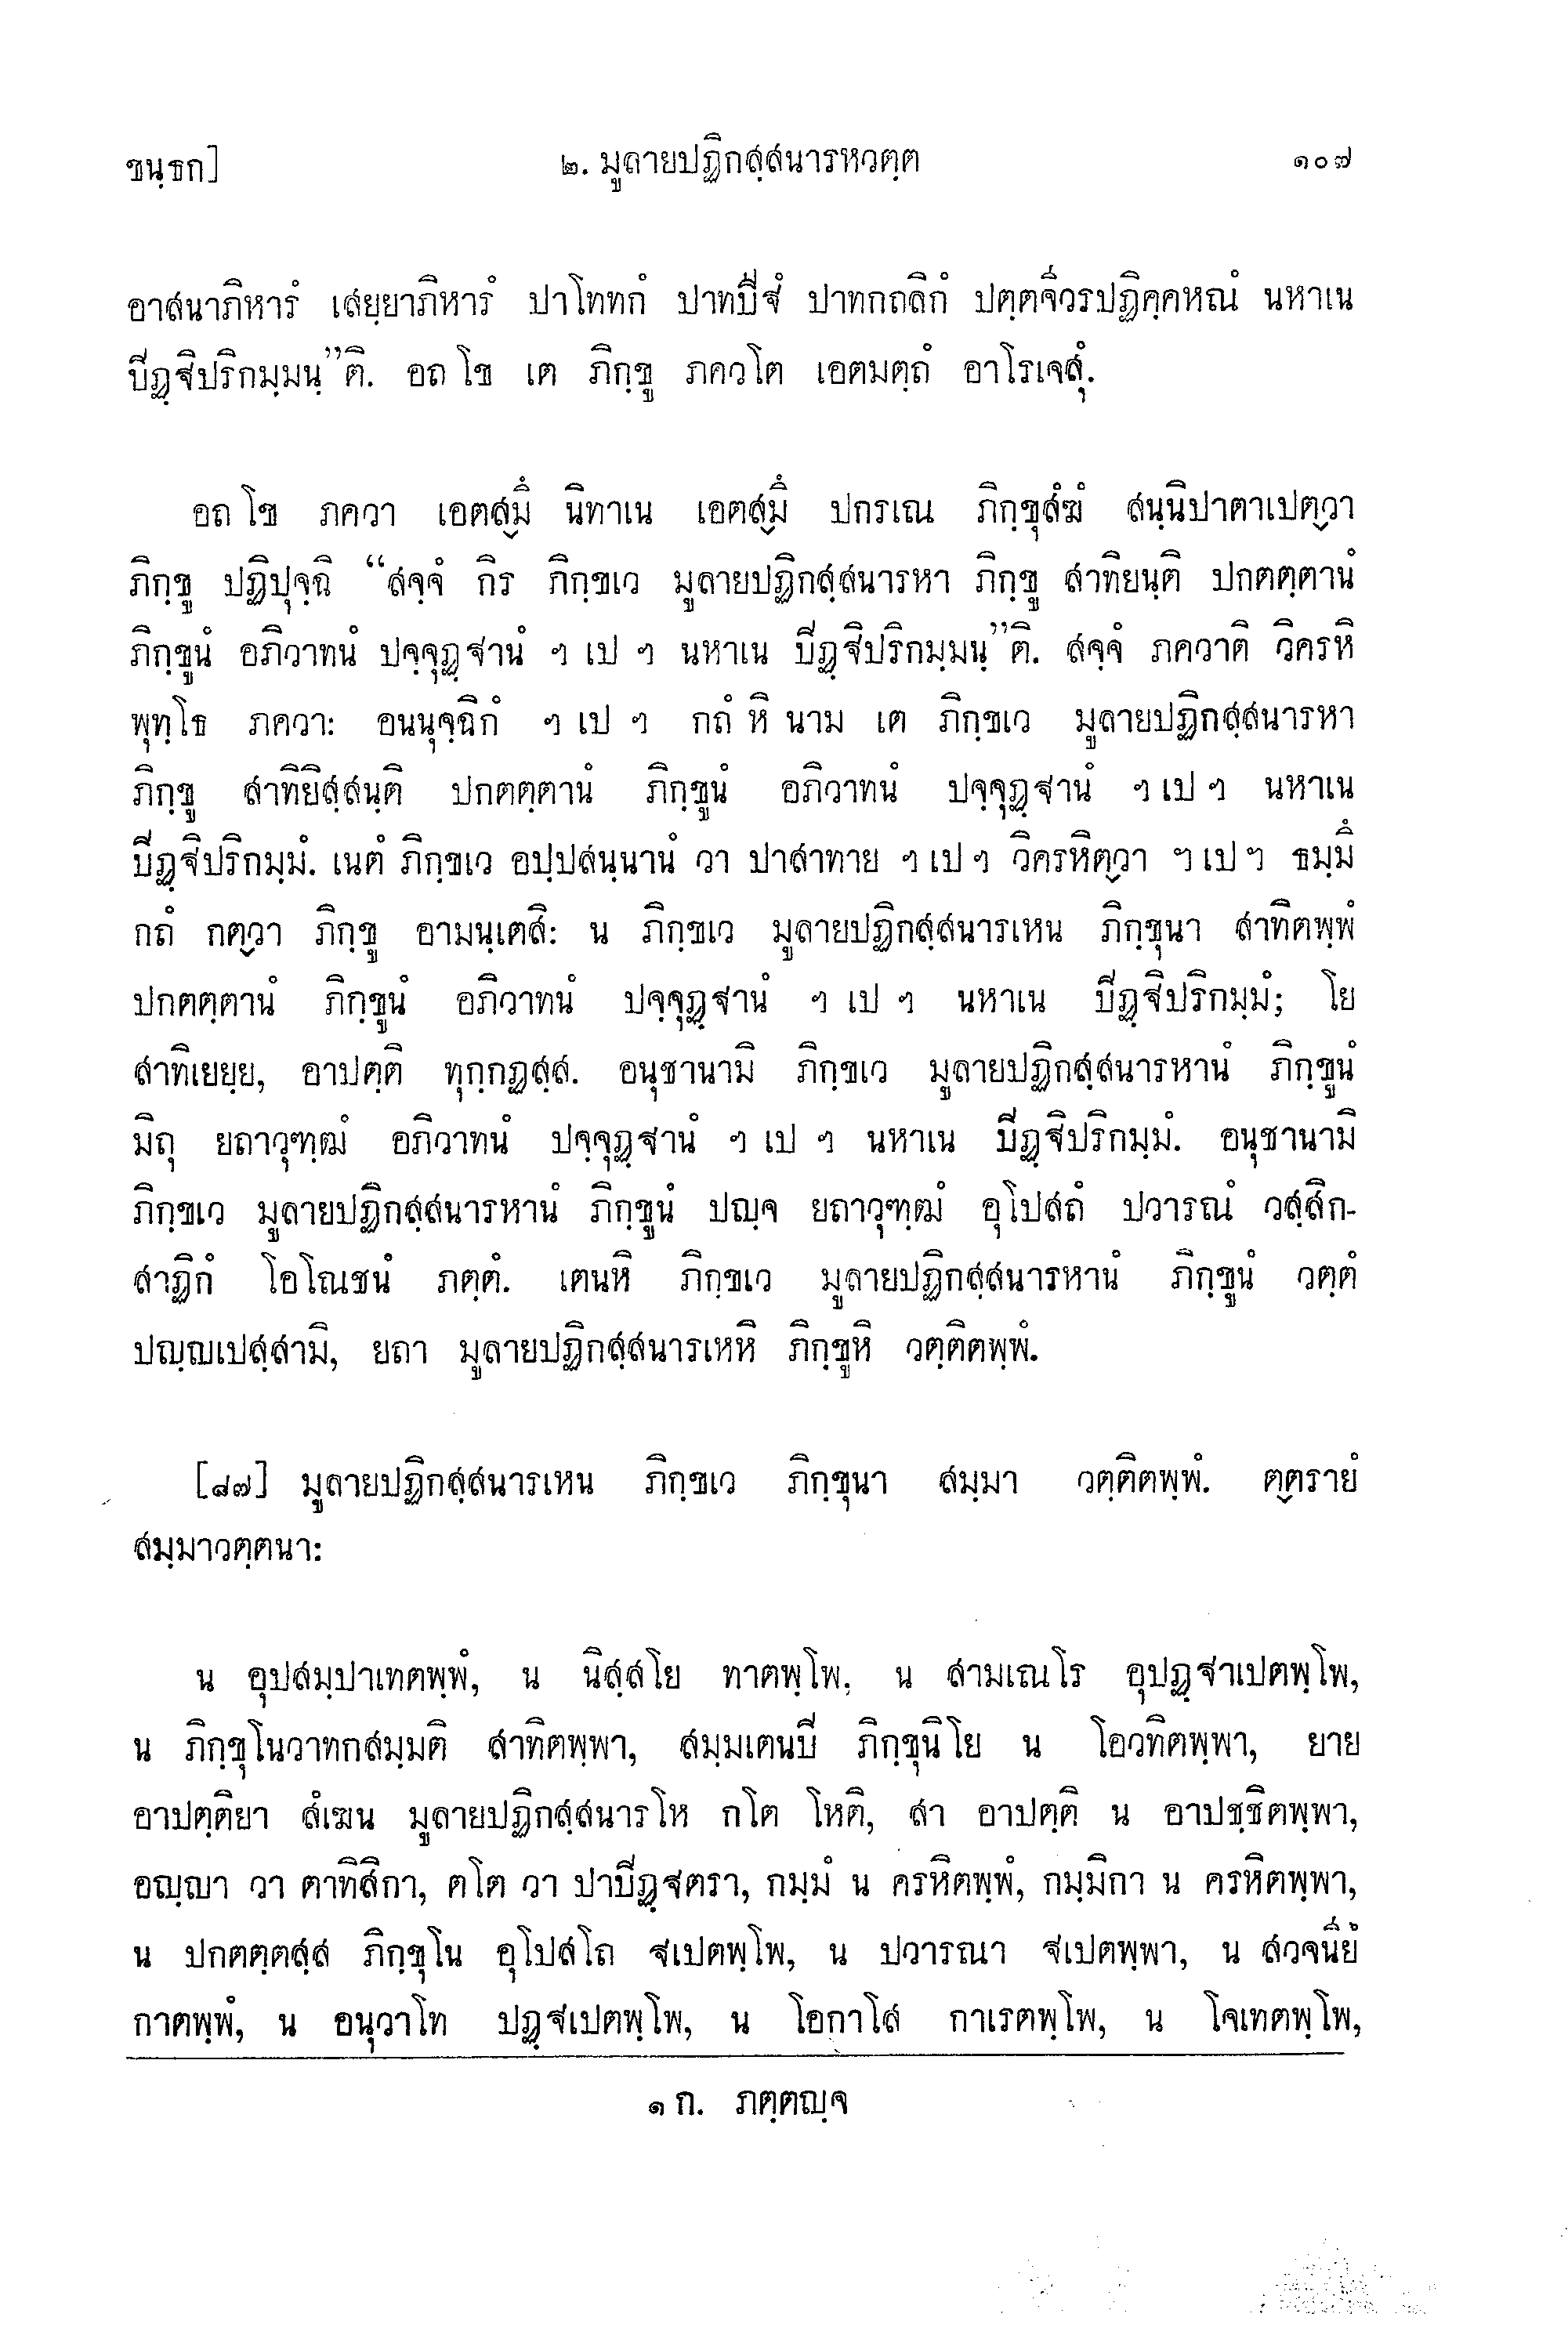 ขนฺธก] ๒. มูลายปฏิกสฺสนารหวตฺต ๑๐๗
อาสนาภิหารํ เสยฺยาภิหารํ ปาโททกํ ปาทปีฐํ ปาทกถลิกํ ปตฺตจีวรปฏิคฺคหณํ นหาเน
ปิฏฺฐิปริกมฺมนฺ”ติ. อถ โข เต ภิกฺขู ภควโต เอตมตฺถํ อาโรเจสุํ.
อถ โข ภควา เอตสฺมิํ นิทาเน เอตสฺมิํ ปกรเณ ภิกฺขุสํฆํ สนฺนิปาตาเปตฺวา
ภิกฺขู ปฏิปุจฺฉิ “สจฺจํ กิร ภิกฺขเว มูลายปฏิกสฺสนารหา ภิกฺขู สาทิยนฺติ ปกตตฺตานํ
ภิกฺขูนํ อภิวาทนํ ปจฺจุฏฺฐานํ ฯ เป ฯ นหาเน ปิฏฺฐิปริกมฺมนฺ”ติ. สจฺจํ ภควาติ วิครหิ
พุทฺโธ ภควา: อนนุจฺฉิกํ ฯ เป ฯ กถํ หิ นาม เต ภิกฺขเว มูลายปฏิกสฺสนารหา
ภิกฺขู สาทิยิสฺสนฺติ ปกตตฺตานํ ภิกฺขูนํ อภิวาทนํ ปจฺจุฏฺฐานํ ฯ เป ฯ นหาเน
ปิฏฺฐิปริกมฺมํ. เนตํ ภิกฺขเว อปฺปสนฺนานํ วา ปาสาทาย ฯ เป ฯ วิครหิตฺวา ฯ เป ฯ ธมฺมิํ
กถํ กตฺวา ภิกฺขู อามนฺเตสิ: น ภิกฺขเว มูลายปฏิกสฺสนารเหน ภิกฺขุนา สาทิตพฺพํ
ปกตตฺตานํ ภิกฺขูนํ อภิวาทนํ ปจฺจุฏฺฐานํ ฯ เป ฯ นหาเน ปิฏฺฐิปริกมฺมํ; โย
สาทิเยยฺย, อาปตฺติ ทุกฺกฏสฺส. อนุชานามิ ภิกฺขเว มูลายปฏิกสฺสนารหานํ ภิกฺขูนํ
มิถุ ยถาวุฑฺฒํ อภิวาทนํ ปจฺจุฏฺฐานํ ฯ เป ฯ นหาเน ปิฏฺฐิปริกมฺมํ. อนุชานามิ
ภิกฺขเว มูลายปฏิกสฺสนารหานํ ภิกฺขูนํ ปญฺจ ยถาวุฑฺฒํ อุโปสถํ ปวารณํ วสฺสิก-
สาฏิกํ โอโณชนํ ภตฺตํ. เตนหิ ภิกฺขเว มูลายปฏิกสฺสนารหานํ ภิกฺขูนํ วตฺตํ
ปญฺญเปสฺสามิ, ยถา มูลายปฏิกสฺสนารเหหิ ภิกฺขูหิ วตฺติตพฺพํ.
[๘๗] มูลายปฏิกสฺสนารเหน ภิกฺขเว ภิกฺขุนา สมฺมา วตฺติตพฺพํ. ตตฺรายํ
สมฺมาวตฺตนา:
น อุปสมฺปาเทตพฺพํ, น นิสฺสโย ทาตพฺโพ, น สามเณโร อุปฏฺฐาเปตพฺโพ,
น ภิกฺขุโนวาทกสมฺมติ สาทิตพฺพา, สมฺมเตนปิ ภิกฺขุนิโย น โอวทิตพฺพา, ยาย
อาปตฺติยา สํเฆน มูลายปฏิกสฺสนารโห กโต โหติ, สา อาปตฺติ น อาปชฺชิตพฺพา,
อญฺญา วา ตาทิสิกา, ตโต วา ปาปิฏฺฐตรา, กมฺมํ น ครหิตพฺพํ, กมฺมิกา น ครหิตพฺพา,
น ปกตตฺตสฺส ภิกฺขุโน อุโปสโถ ฐเปตพฺโพ, น ปวารณา ฐเปตพฺพา, น สวจนียํ
กาตพฺพํ, น อนุวาโท ปฏฺฐเปตพฺโพ, น โอกาโส กาเรตพฺโพ, น โจเทตพฺโพ,
๑ ก. ภตฺตญฺจ